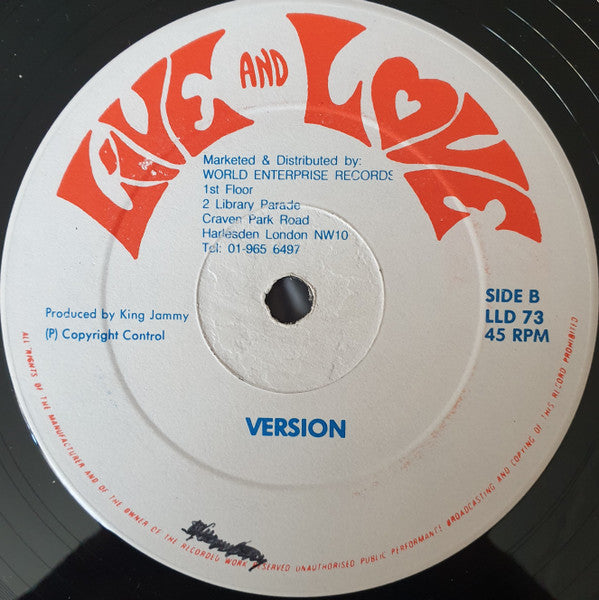 LIVE AND LOVE
Marketed & Distributed by:
WORLD ENTERPRISE RECORDS
1st Floor
2 Library Parade
Craven Park Road
Harlesden London NW10
Tel: 01-965 6497
Produced by King Jammy
(P) Copyright Control
SIDE B
LLD 73
45 RPM
VERSION
ALL RIGHTS OF THE MANUFACTURER AND OF THE OWNER OF THE RECORDED WORK RESERVED UNAUTHORISED PUBLIC PERFORMANCE BROADCASTING AND COPYING OF THIS RECORD PROHIBITED